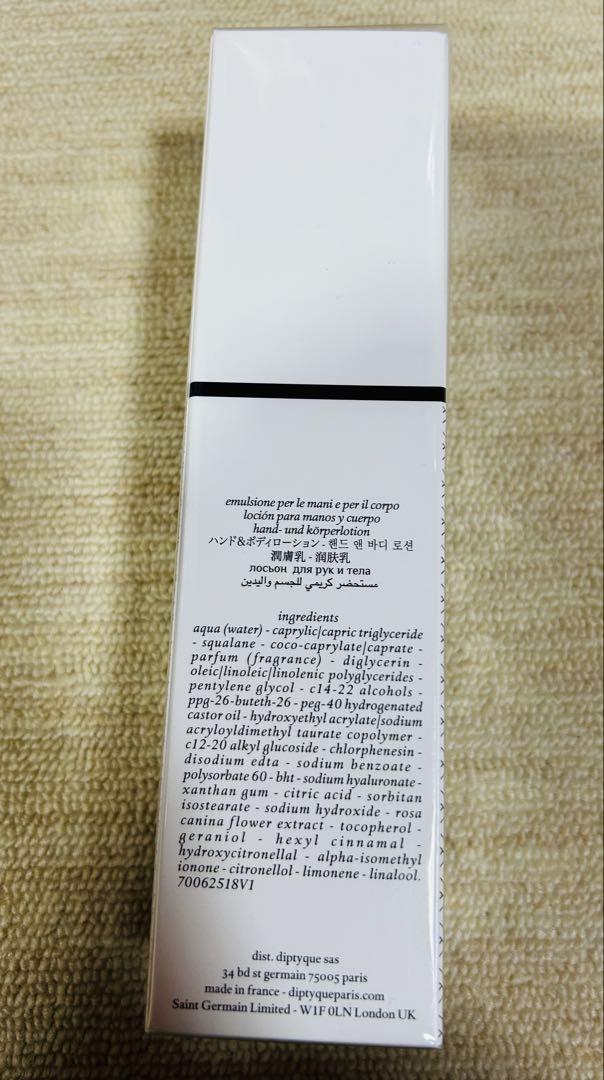 emulsione per le mani e per il corpo
loción para manos y cuerpo
hand- und körperlotion
ハンド&ボディローション - 핸드 앤 바디 로션
潤膚乳 - 润肤乳
лосьон для рук и тела
مستحضر كريمي للجسم واليدين
ingredients
aqua (water) - caprylic|capric triglyceride
- squalane - coco-caprylate|caprate -
parfum (fragrance) - diglycerin -
oleic|linoleic|linolenic polyglycerides -
pentylene glycol - c14-22 alcohols -
ppg-26-buteth-26 - peg-40 hydrogenated
castor oil - hydroxyethyl acrylate|sodium
acryloyldimethyl taurate copolymer -
c12-20 alkyl glucoside - chlorphenesin -
disodium edta - sodium benzoate -
polysorbate 60 - bht - sodium hyaluronate -
xanthan gum - citric acid - sorbitan
isostearate - sodium hydroxide - rosa
canina flower extract - tocopherol -
geraniol - hexyl cinnamal -
hydroxycitronellal - alpha-isomethyl
ionone - citronellol - limonene - linalool.
70062518V1
dist. diptyque sas
34 bd st germain 75005 paris
made in france - diptyqueparis.com
Saint Germain Limited - W1F 0LN London UK